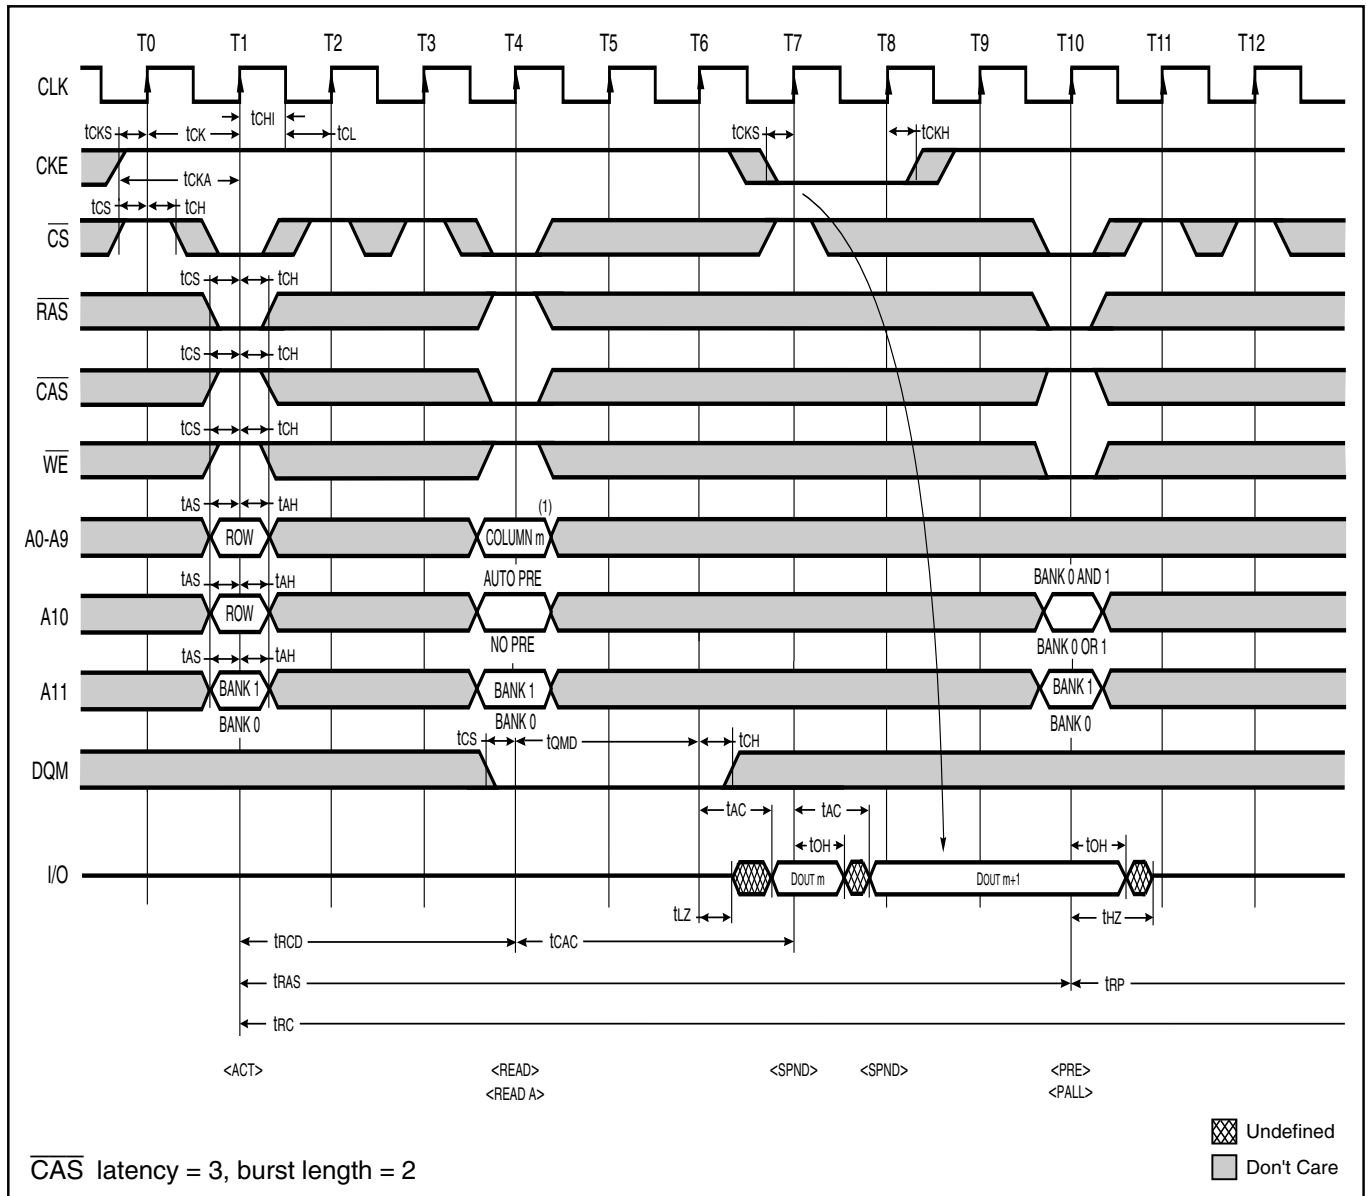 T0 T1 T2 T3 T4 T5 T6 T7 T8 T9 T10 T11 T12
CLK
tCHI
tCKS tCK tCL tCKS tCKH
CKE
tCKA
tCS tCH
CS
tCS tCH
RAS
tCS tCH
CAS
tCS tCH
WE
tAS tAH (1)
A0-A9 ROW COLUMN m
tAS tAH AUTO PRE BANK 0 AND 1
A10 ROW
NO PRE BANK 0 OR 1
tAS tAH
A11 BANK 1 BANK 1 BANK 1
BANK 0 BANK 0 BANK 0
tCS tQMD tCH
DQM
tAC tAC
tOH tOH
I/O DOUT m DOUT m+1
tLZ tHZ
tRCD tCAC
tRAS tRP
tRC
<ACT> <READ> <SPND> <SPND> <PRE>
<READ A> <PALL>
Undefined
Don't Care
CAS latency = 3, burst length = 2